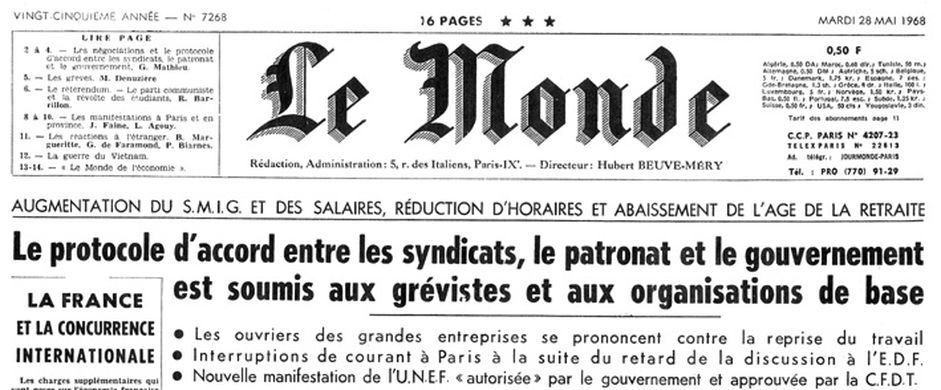 VINGT-CINQUIÈME ANNÉE — N° 7268
16 PAGES ★ ★ ★
MARDI 28 MAI 1968
LIRE PAGE
2 à 4. — Les négociations et le protocole
d'accord entre les syndicats, le patronat
et le gouvernement, G. Mathieu.
5. — Les grèves, M. Denuzière
6. — Le référendum. — Le parti communiste
et la révolte des étudiants, R. Bar-
rillon.
8 à 10. — Les manifestations à Paris et en
province, J. Faine, L. Agouy.
11. — Les réactions à l'étranger, R. Mar-
gueritte, G. de Faramond, P. Biarnes.
12. — La guerre du Vietnam.
13-14. — « Le Monde de l'économie ».
Le Monde
Rédaction, Administration : 5, r. des Italiens, Paris-IXe. — Directeur : Hubert BEUVE-MÉRY
0,50 F
Algérie, 0,50 DA ; Maroc, 0,60 dir. ; Tunisie, 50 m.
Allemagne, 0,50 DM ; Autriche, 5 sch. ; Belgique,
5 fr. ; Danemark, 0,75 kr. ; Espagne, 7 pes. ;
Gde-Bretagne, 1,3 sh. ; Grèce, 4 dr. ; Italie, 100 l. ;
Luxembourg, 5 fr. ; Norvège, 1,50 kr. ; Pays-
Bas, 0,50 fl. ; Portugal, 7,5 esc. ; Suède, 1,25 kr. ;
Suisse, 0,50 fr. ; USA, 50 cts ; Yougoslavie, 2 din.
Tarif des abonnements page 11
C.C.P. PARIS N° 4207-23
TELEX PARIS N° 22813
Ad. télégr. : JOURMONDE-PARIS
Tél. : PRO (770) 91-29
AUGMENTATION DU S.M.I.G. ET DES SALAIRES, RÉDUCTION D'HORAIRES ET ABAISSEMENT DE L'AGE DE LA RETRAITE
Le protocole d'accord entre les syndicats, le patronat et le gouvernement
est soumis aux grévistes et aux organisations de base
LA FRANCE
ET LA CONCURRENCE
INTERNATIONALE
Les charges supplémentaires qui
● Les ouvriers des grandes entreprises se prononcent contre la reprise du travail
● Interruptions de courant à Paris à la suite du retard de la discussion à l'E.D.F.
● Nouvelle manifestation de l'U.N.E.F. « autorisée » par le gouvernement et approuvée par la C.F.D.T.